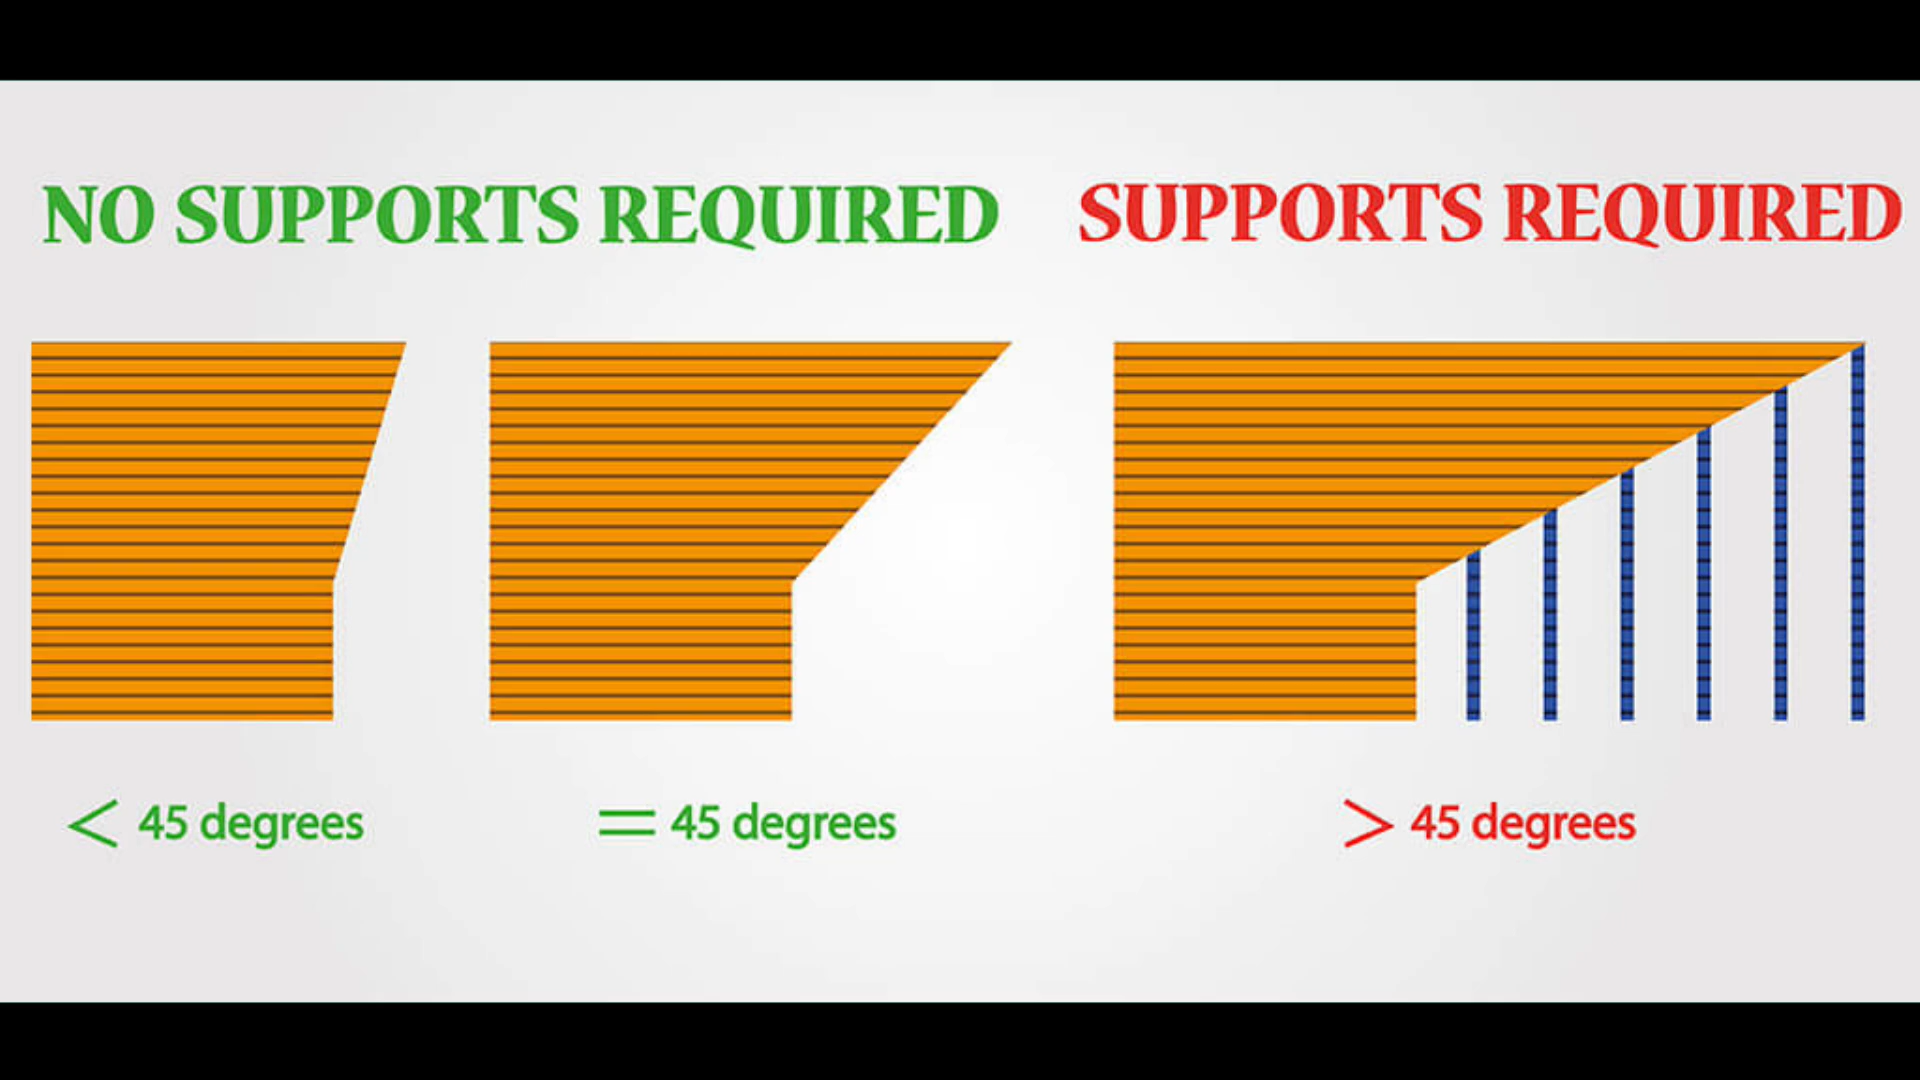 NO SUPPORTS REQUIRED
SUPPORTS REQUIRED
< 45 degrees
= 45 degrees
> 45 degrees